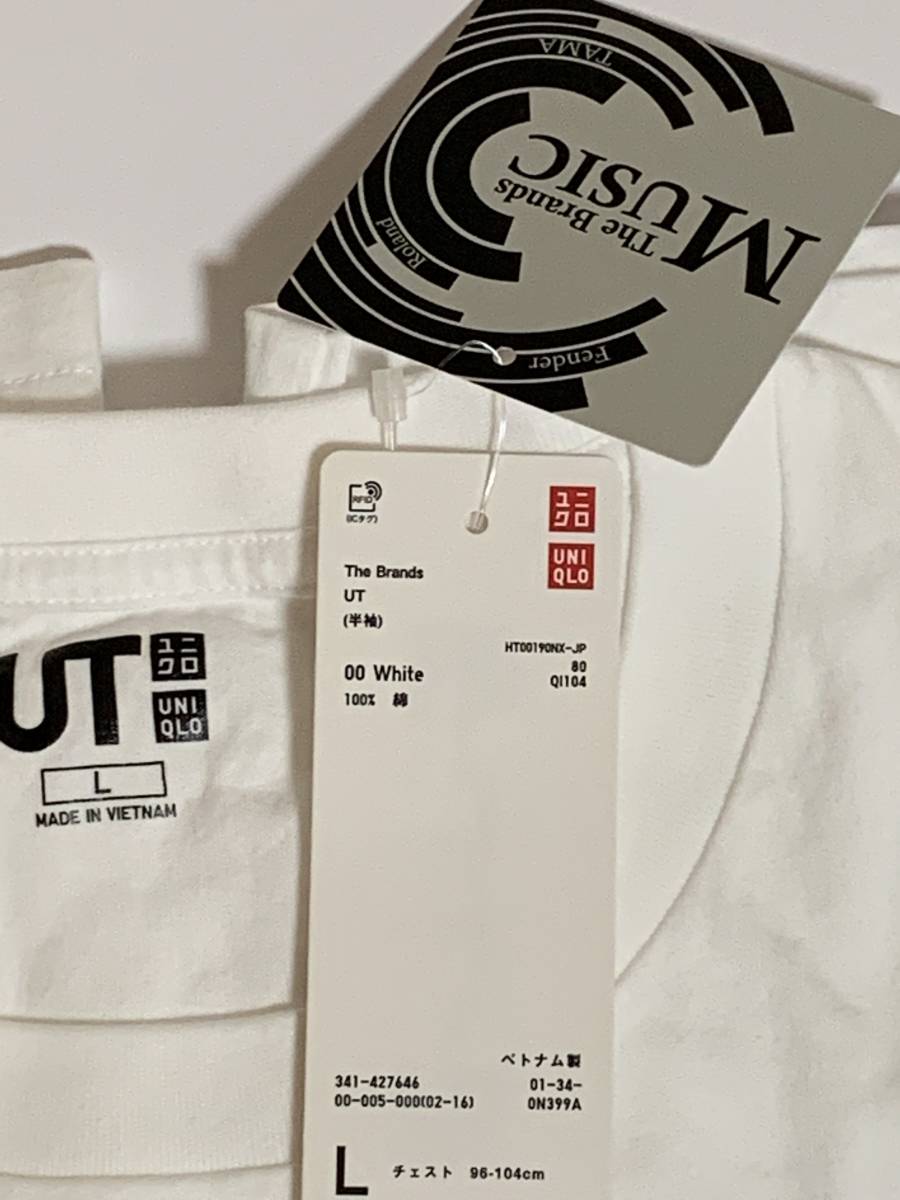 TAMA
The Brands
MUSIC
Roland
Fender
RFID
(ICタグ)
ユニ
クロ
UNI
QLO
The Brands
UT
(半袖)
HT00190NX-JP
80
QI104
00 White
100% 綿
UT
ユニ
クロ
UNI
QLO
L
MADE IN VIETNAM
ベトナム製
341-427646
01-34-
00-005-000(02-16)
0N399A
L チェスト 96-104cm